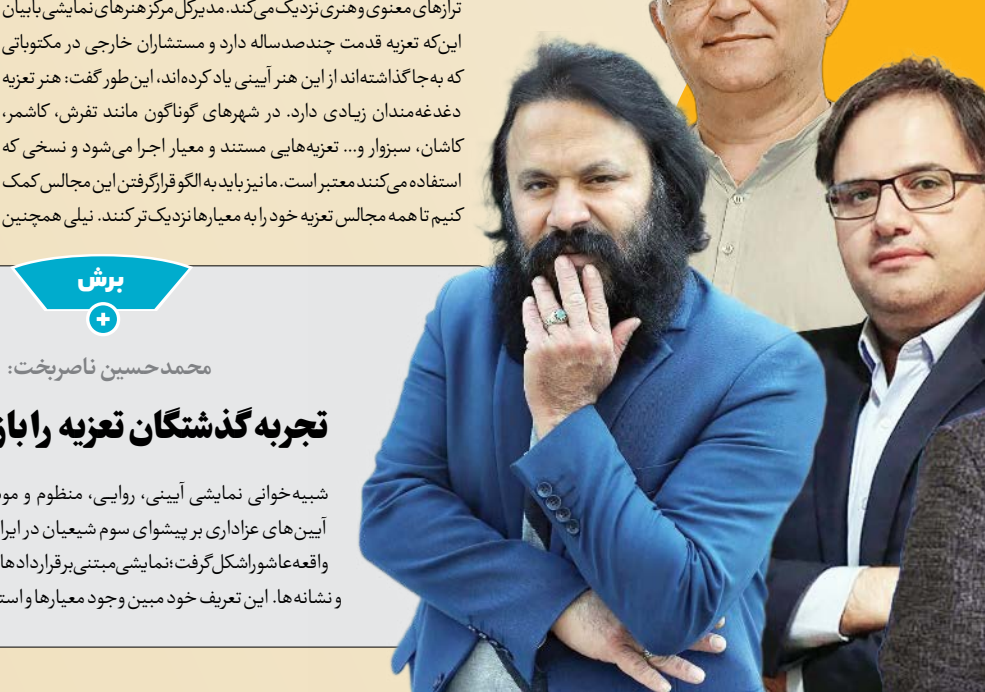 ترازهای معنوی و هنری نزدیک می‌کند. مدیرکل مرکز هنرهای نمایشی با بیان
این‌که تعزیه قدمت چندصدساله دارد و مستشاران خارجی در مکتوباتی
که به‌جا گذاشته‌اند از این هنر آیینی یاد کرده‌اند، این‌طور گفت: هنر تعزیه
دغدغه‌مندان زیادی دارد. در شهرهای گوناگون مانند تفرش، کاشمر،
کاشان، سبزوار و... تعزیه‌هایی مستند و معیار اجرا می‌شود و نسخی که
استفاده می‌کنند معتبر است. ما نیز باید به الگو قرار گرفتن این مجالس کمک
کنیم تا همه مجالس تعزیه خود را به معیارها نزدیک‌تر کنند. نیلی همچنین
برش
+
محمدحسین ناصربخت:
تجربه گذشتگان تعزیه را
شبیه‌خوانی نمایشی آیینی، روایی، منظوم و
آیین‌های عزاداری بر پیشوای سوم شیعیان در
واقعه عاشورا شکل گرفت؛ نمایشی مبتنی بر قراردادها
و نشانه‌ها. این تعریف خود مبین وجود معیارها و